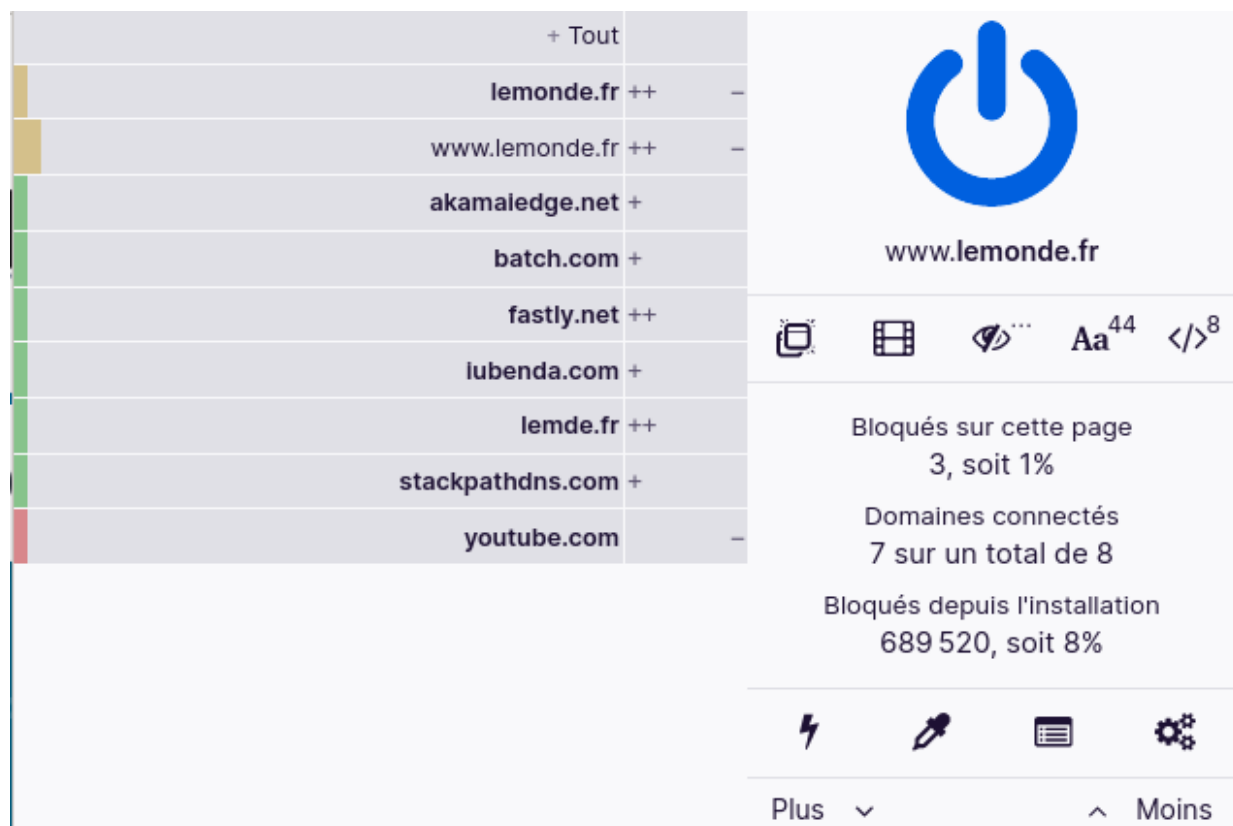 + Tout
lemonde.fr ++ –
www.lemonde.fr ++ –
akamaiedge.net +
batch.com +
fastly.net ++
iubenda.com +
lemde.fr ++
stackpathdns.com +
youtube.com –
www.lemonde.fr
Aa 44 </> 8
Bloqués sur cette page
3, soit 1%
Domaines connectés
7 sur un total de 8
Bloqués depuis l'installation
689 520, soit 8%
Plus Moins